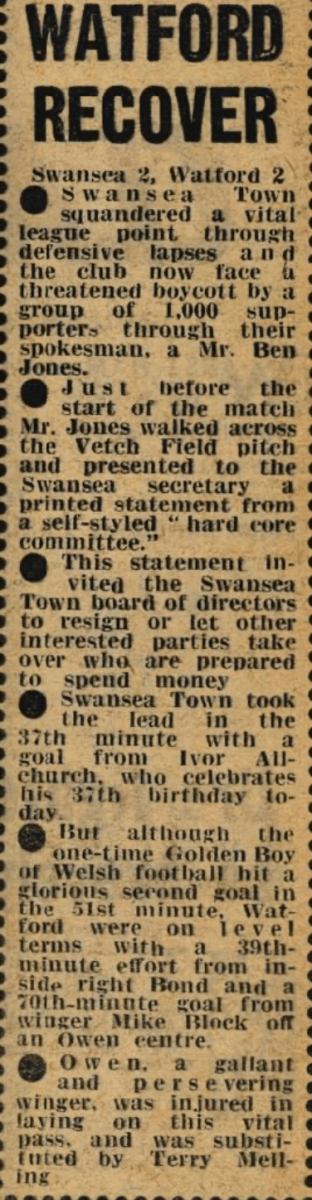 WATFORD
RECOVER
Swansea 2, Watford 2
● Swansea Town
squandered a vital
league point through
defensive lapses and
the club now face a
threatened boycott by a
group of 1,000 sup-
porters through their
spokesman, a Mr. Ben
Jones.
● Just before the
start of the match
Mr. Jones walked across
the Vetch Field pitch
and presented to the
Swansea secretary a
printed statement from
a self-styled “ hard core
committee.”
● This statement in-
vited the Swansea
Town board of directors
to resign or let other
interested parties take
over who are prepared
to spend money
● Swansea Town took
the lead in the
37th minute with a
goal from Ivor All-
church, who celebrates
his 37th birthday to-
day.
● But although the
one-time Golden Boy
of Welsh football hit a
glorious second goal in
the 51st minute, Wat-
ford were on level
terms with a 39th-
minute effort from in-
side right Bond and a
70th-minute goal from
winger Mike Block off
an Owen centre.
● Owen, a gallant
and persevering
winger, was injured in
laying on this vital
pass, and was substi-
tuted by Terry Mell-
ing